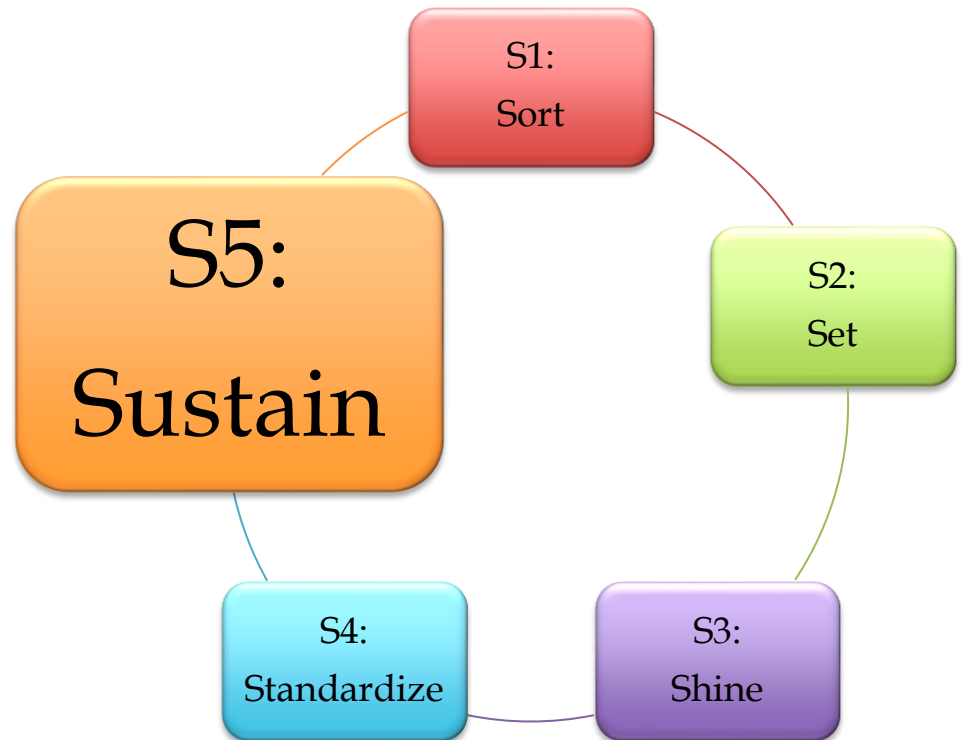 S1:
Sort
S2:
Set
S3:
Shine
S4:
Standardize
S5:
Sustain